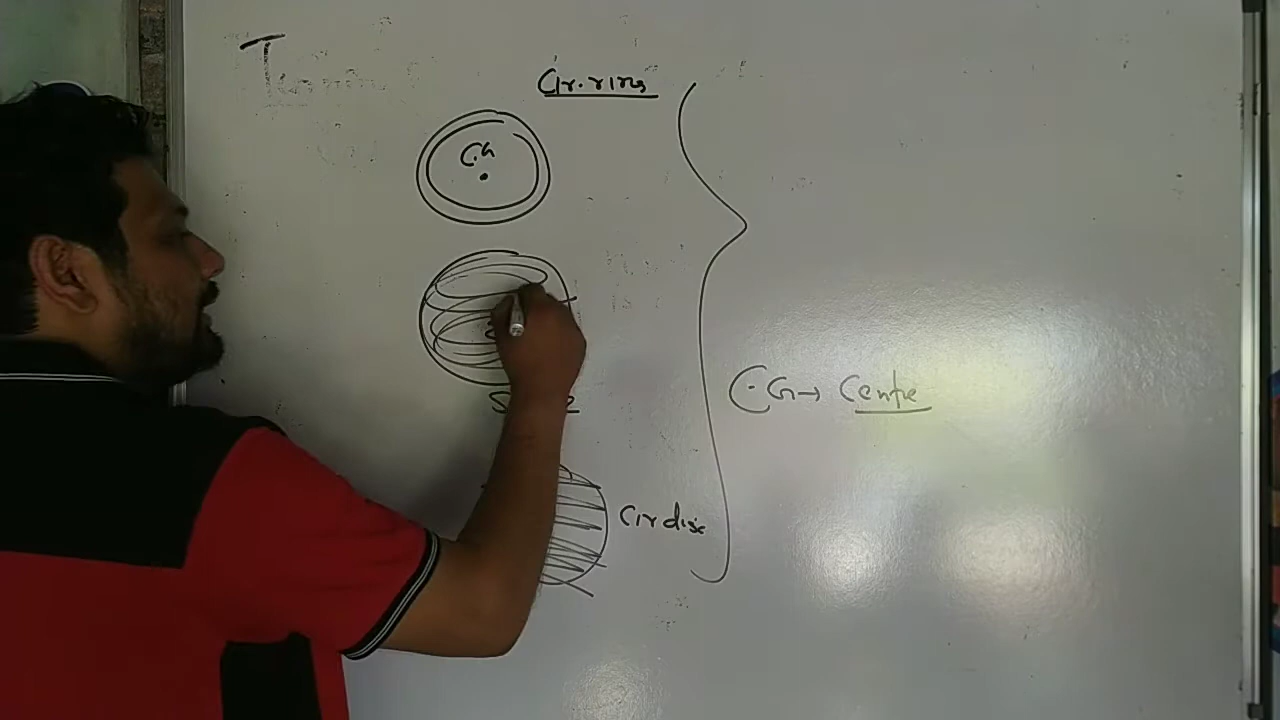 Cir. ring
C.G
C.G → Centre
Cir disc